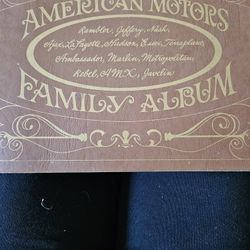 AMERICAN MOTORS
Rambler, Jeffery, Nash,
Ajax, LaFayette, Hudson, Essex, Terraplane,
Ambassador, Marlin, Metropolitan,
Rebel, AMX, Javelin
FAMILY ALBUM